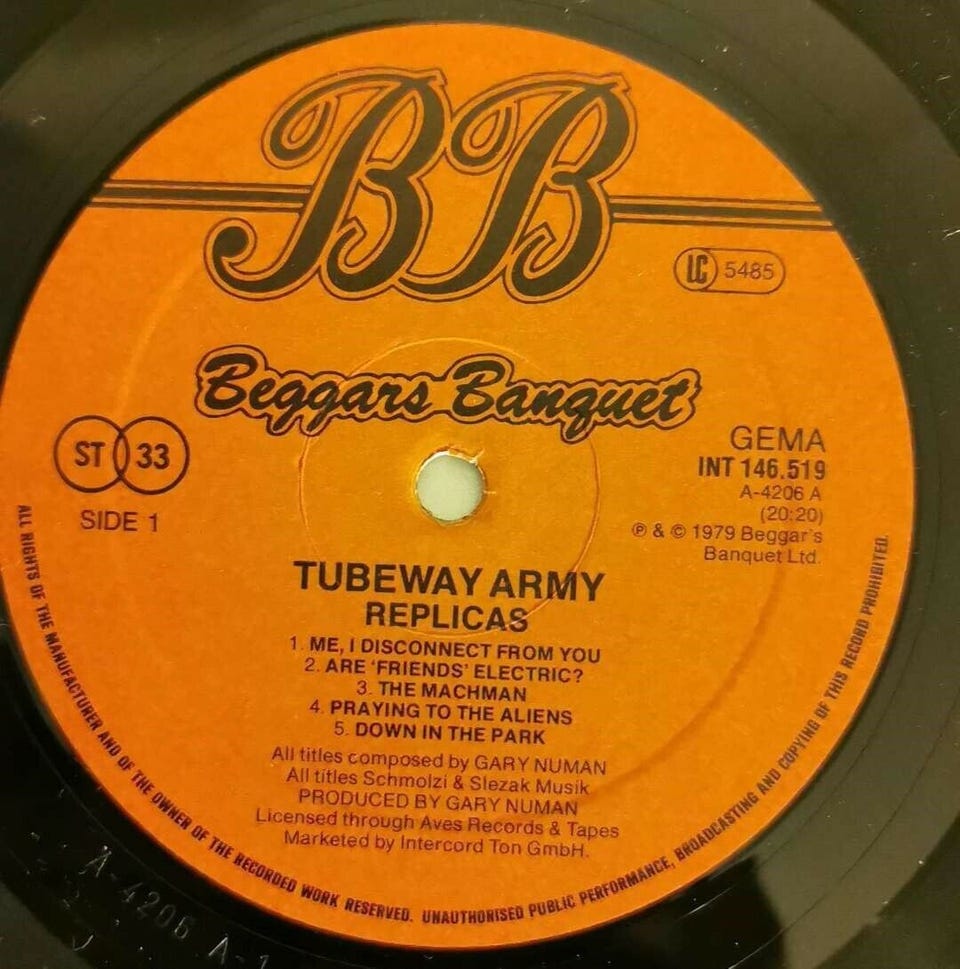 BB
LC 5485
Beggars Banquet
ST 33
SIDE 1
GEMA
INT 146.519
A-4206 A
(20:20)
℗ & © 1979 Beggar's
Banquet Ltd.
TUBEWAY ARMY
REPLICAS
1. ME, I DISCONNECT FROM YOU
2. ARE 'FRIENDS' ELECTRIC?
3. THE MACHMAN
4. PRAYING TO THE ALIENS
5. DOWN IN THE PARK
All titles composed by GARY NUMAN
All titles Schmolzi & Slezak Musik
PRODUCED BY GARY NUMAN
Licensed through Aves Records & Tapes
Marketed by Intercord Ton GmbH.
ALL RIGHTS OF THE MANUFACTURER AND OF THE OWNER OF THE RECORDED WORK RESERVED. UNAUTHORISED PUBLIC PERFORMANCE, BROADCASTING AND COPYING OF THIS RECORD PROHIBITED.
A-4206 A-1